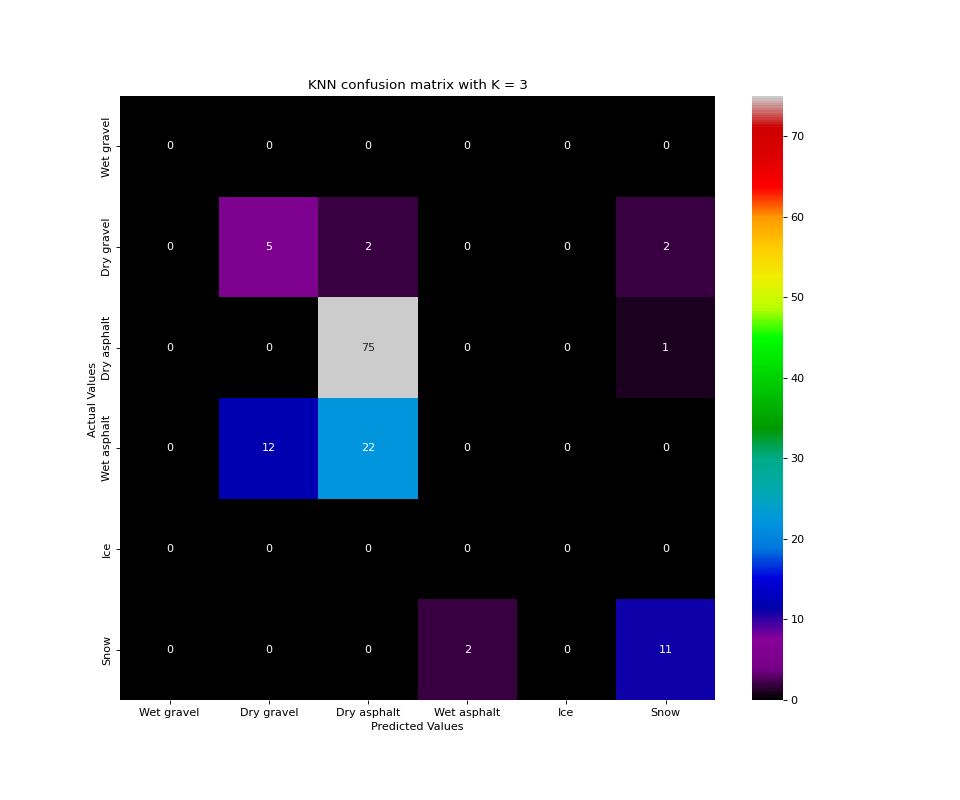 KNN confusion matrix with K = 3
Actual Values
Wet gravel
0 0 0 0 0 0
Dry gravel
0 5 2 0 0 2
Dry asphalt
0 0 75 0 0 1
Wet asphalt
0 12 22 0 0 0
Ice
0 0 0 0 0 0
Snow
0 0 0 2 0 11
Wet gravel Dry gravel Dry asphalt Wet asphalt Ice Snow
Predicted Values
70
60
50
40
30
20
10
0